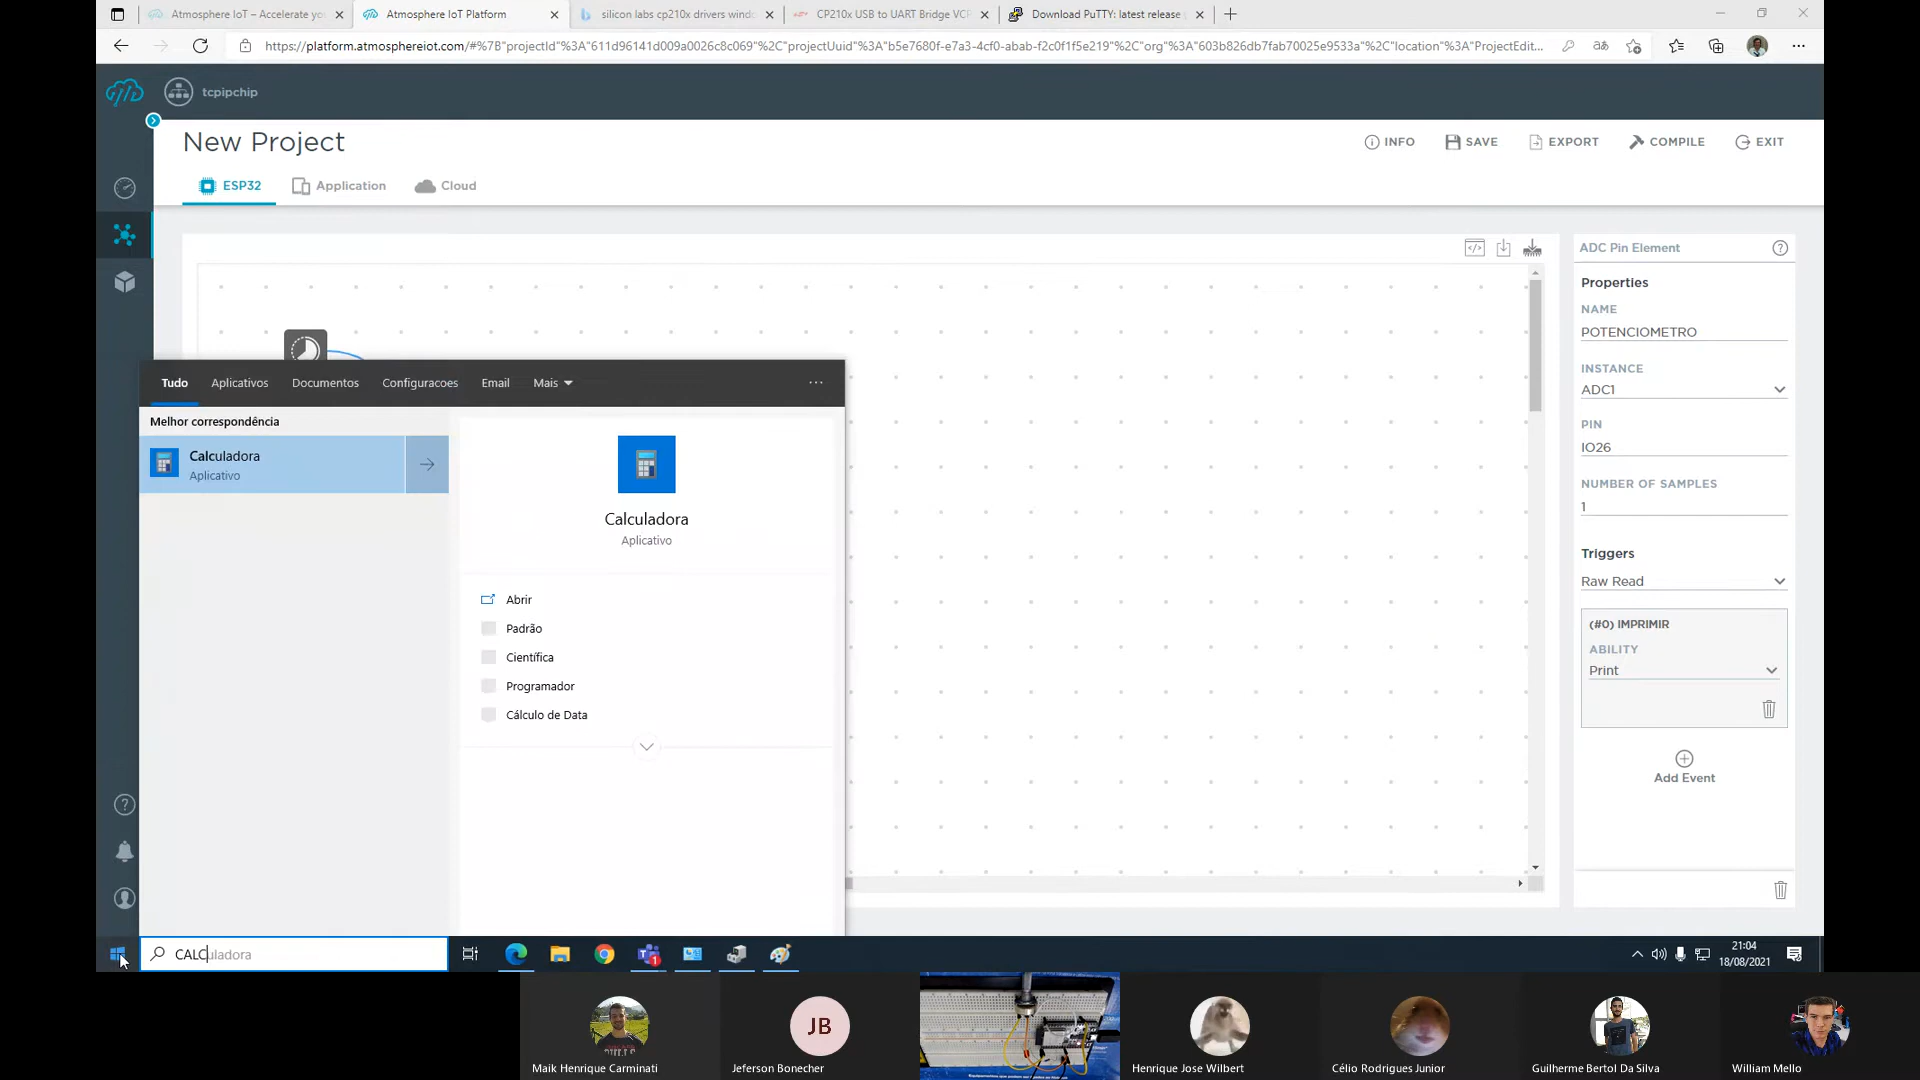 Atmosphere IoT – Accelerate yo
Atmosphere IoT Platform
silicon labs cp210x drivers wind
CP210x USB to UART Bridge VCP
Download PuTTY: latest release
https://platform.atmosphereiot.com/#%7B"projectId"%3A"611d96141d009a0026c8c069"%2C"projectUuid"%3A"b5e7680f-e7a3-4cf0-abab-f2c0f1f5e219"%2C"org"%3A"603b826db7fab70025e9533a"%2C"location"%3A"ProjectEdit...
tcpipchip
New Project
INFO
SAVE
EXPORT
COMPILE
EXIT
ESP32
Application
Cloud
ADC Pin Element
Properties
NAME
POTENCIOMETRO
INSTANCE
ADC1
PIN
IO26
NUMBER OF SAMPLES
1
Triggers
Raw Read
(#0) IMPRIMIR
ABILITY
Print
Add Event
Tudo
Aplicativos
Documentos
Configuracoes
Email
Mais
Melhor correspondência
Calculadora
Aplicativo
Calculadora
Aplicativo
Abrir
Padrão
Científica
Programador
Cálculo de Data
CALCuladora
21:04
18/08/2021
JB
Maik Henrique Carminati
Jeferson Bonecher
Henrique Jose Wilbert
Célio Rodrigues Junior
Guilherme Bertol Da Silva
William Mello